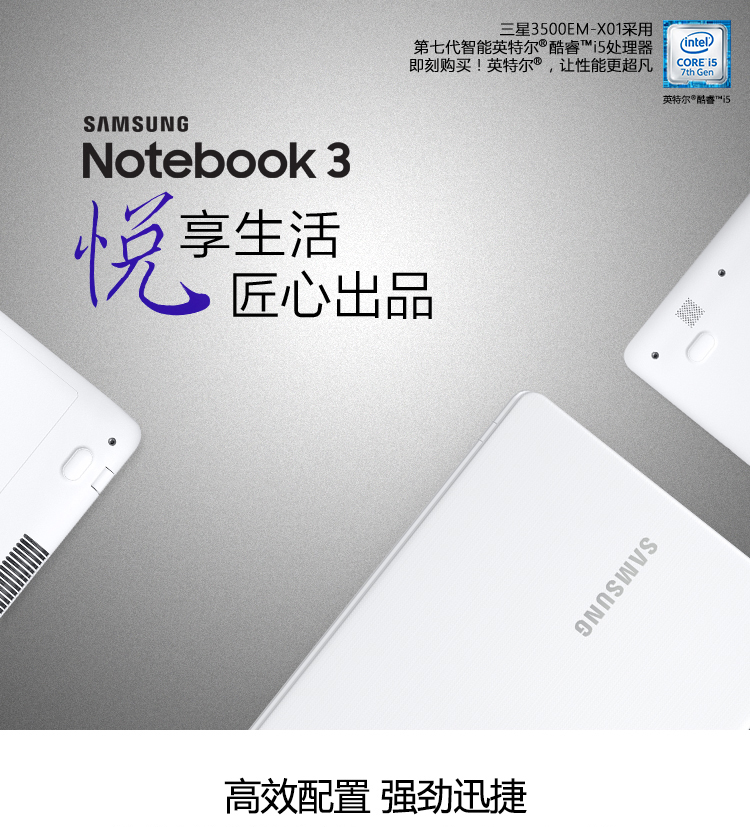 三星3500EM-X01采用
第七代智能英特尔®酷睿™i5处理器
即刻购买！英特尔®，让性能更超凡
(intel)
CORE i5
7th Gen
英特尔®酷睿™i5
SAMSUNG
Notebook 3
悦享生活
匠心出品
SAMSUNG
高效配置 强劲迅捷